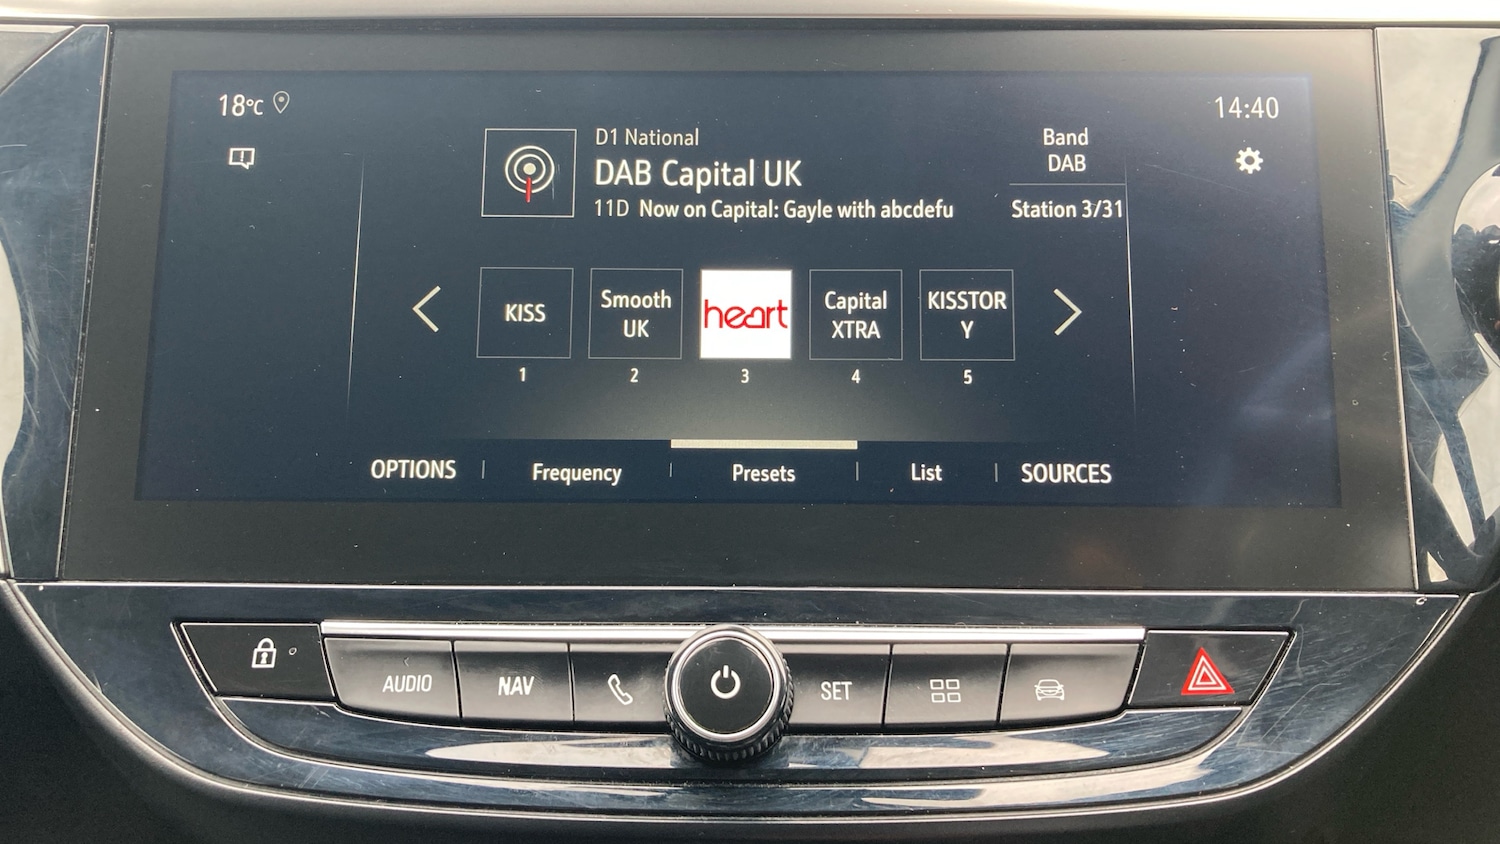 18°C
14:40
D1 National
DAB Capital UK
11D Now on Capital: Gayle with abcdefu
Band
DAB
Station 3/31
KISS
Smooth
UK
heart
Capital
XTRA
KISSTOR
Y
1
2
3
4
5
OPTIONS
Frequency
Presets
List
SOURCES
AUDIO
NAV
SET